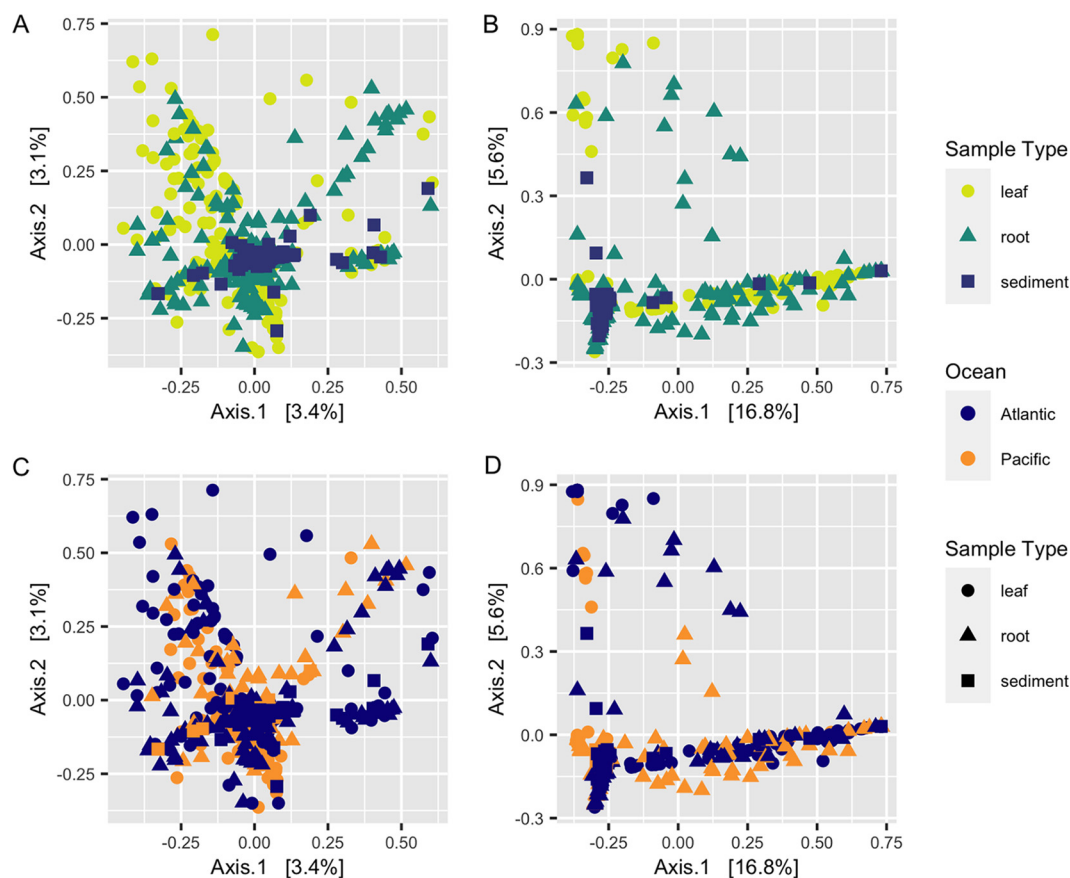 A
0.75
0.50
0.25
0.00
-0.25
Axis.2 [3.1%]
-0.25 0.00 0.25 0.50
Axis.1 [3.4%]
B
0.9
0.6
0.3
0.0
-0.3
Axis.2 [5.6%]
-0.25 0.00 0.25 0.50 0.75
Axis.1 [16.8%]
Sample Type
leaf
root
sediment
Ocean
Atlantic
Pacific
Sample Type
leaf
root
sediment
C
0.75
0.50
0.25
0.00
-0.25
Axis.2 [3.1%]
-0.25 0.00 0.25 0.50
Axis.1 [3.4%]
D
0.9
0.6
0.3
0.0
-0.3
Axis.2 [5.6%]
-0.25 0.00 0.25 0.50 0.75
Axis.1 [16.8%]